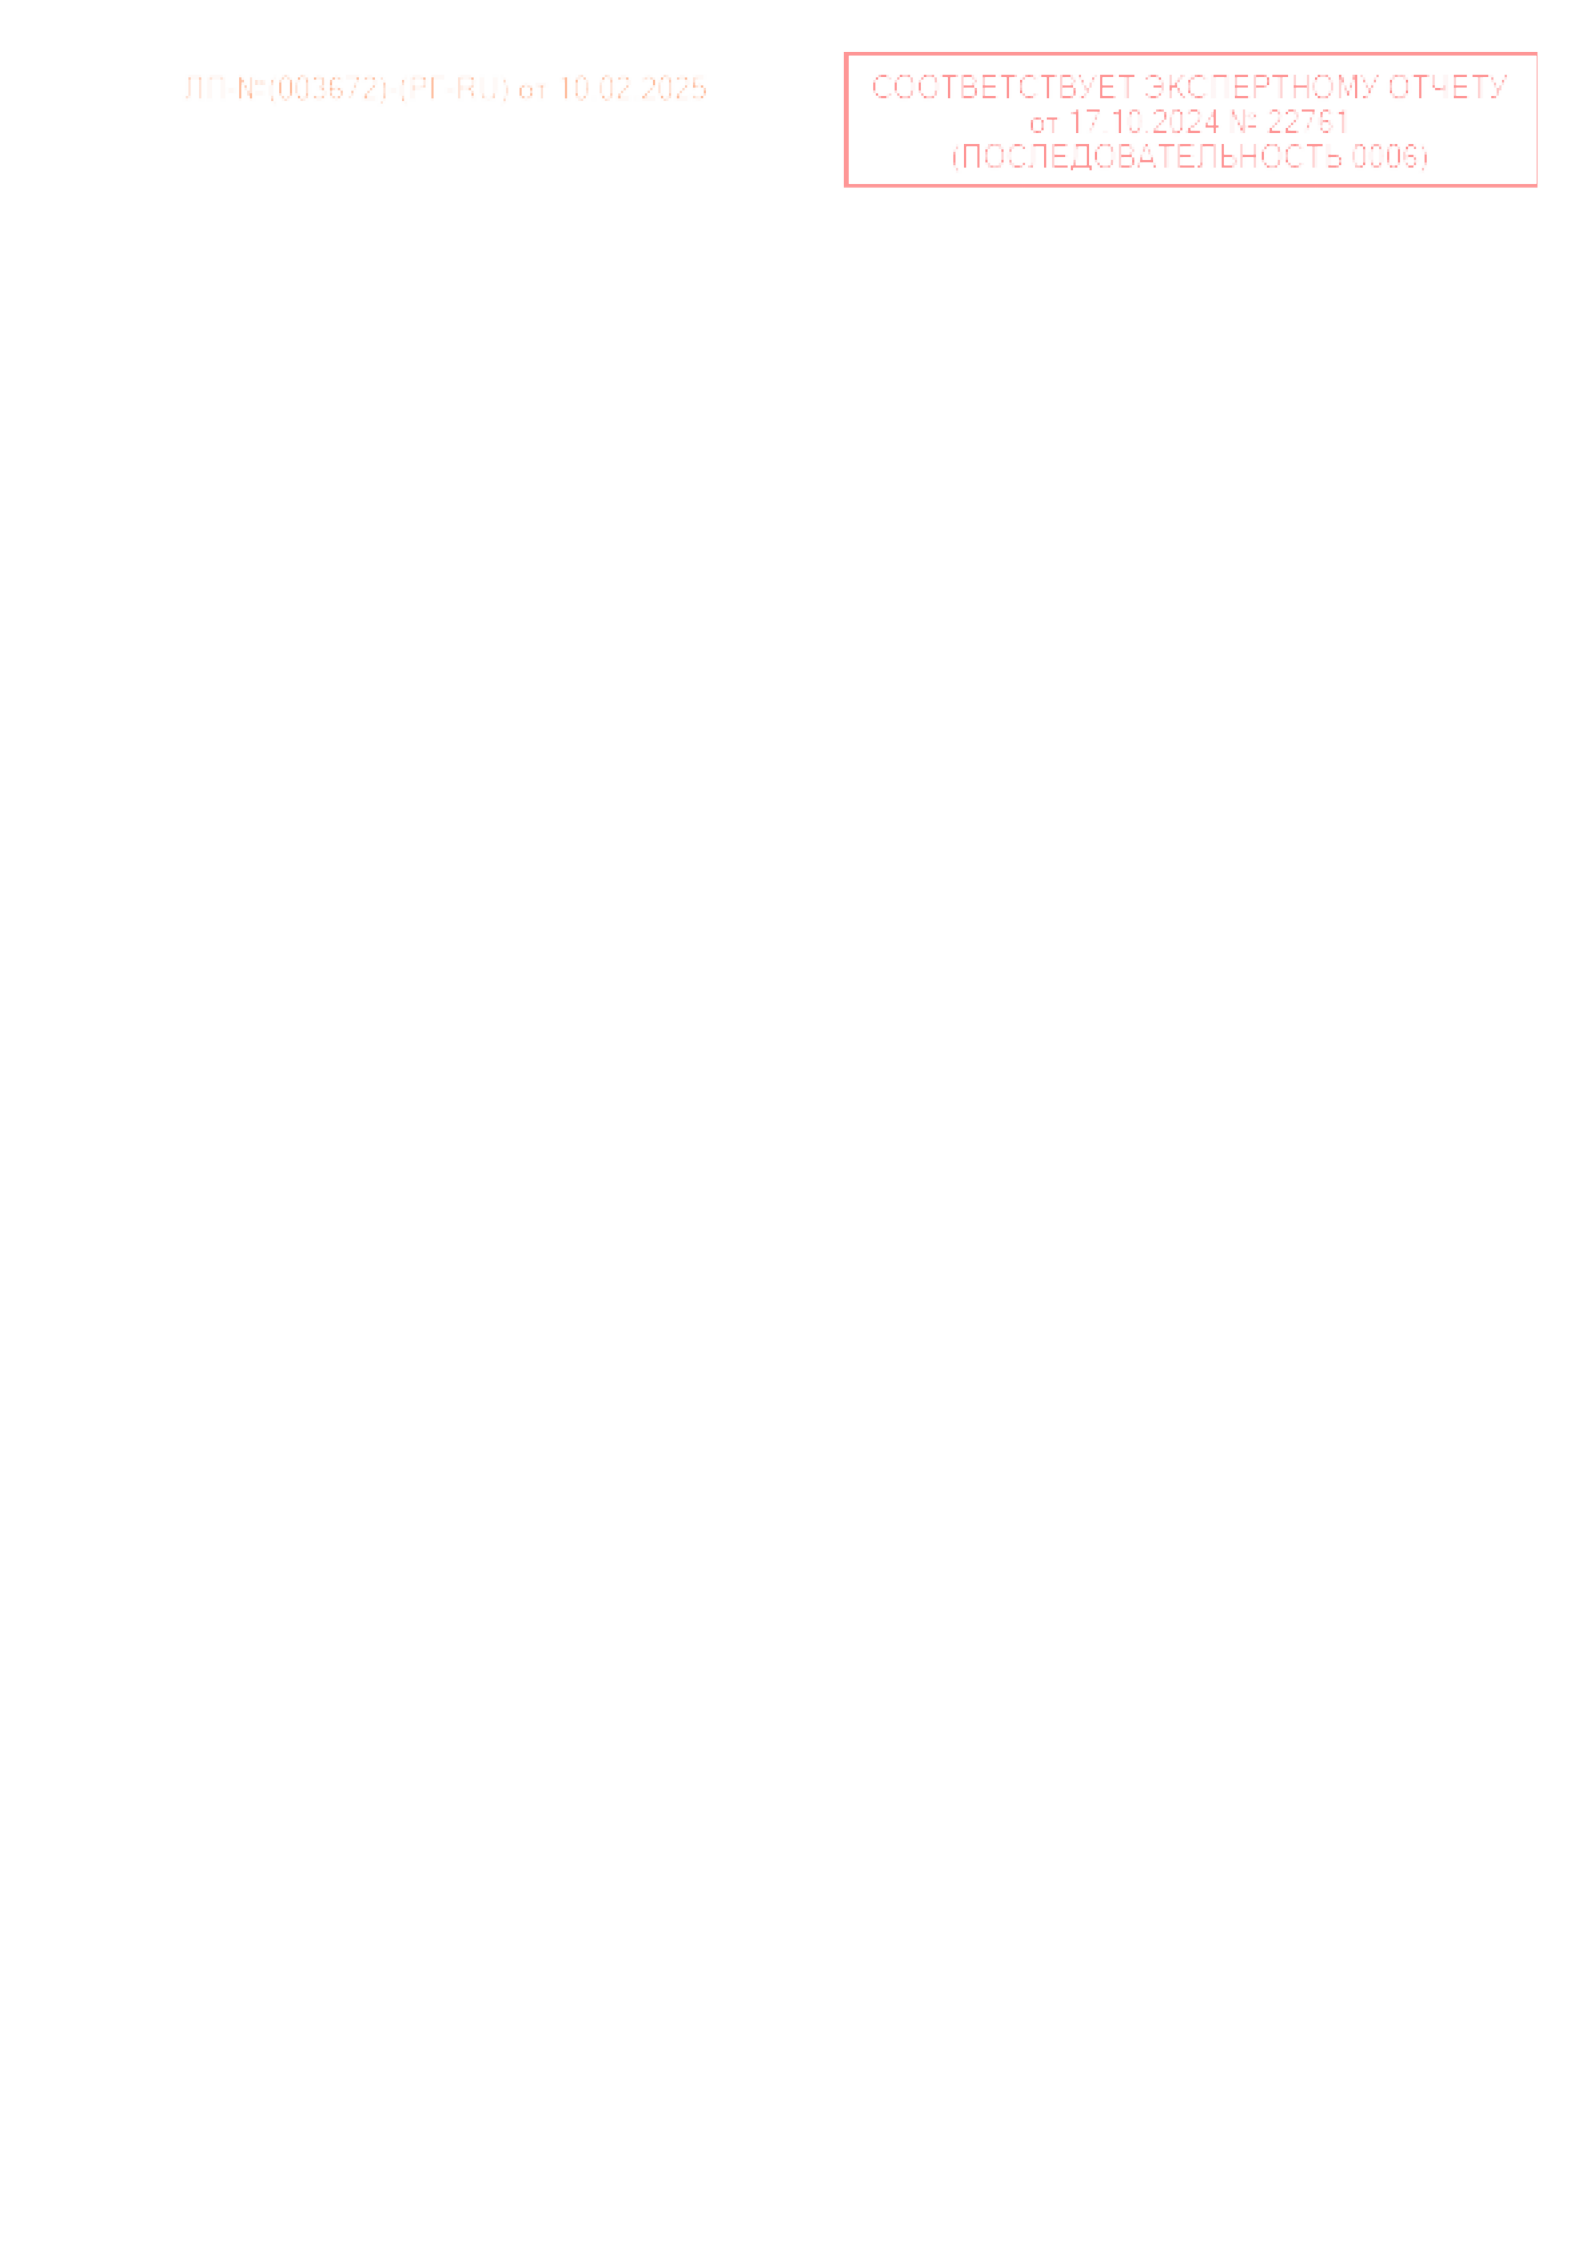 ЛП-№(003672)-(РГ-RU) от 10.02.2025
СООТВЕТСТВУЕТ ЭКСПЕРТНОМУ ОТЧЕТУ
от 17.10.2024 № 22761
(ПОСЛЕДОВАТЕЛЬНОСТЬ 0006)